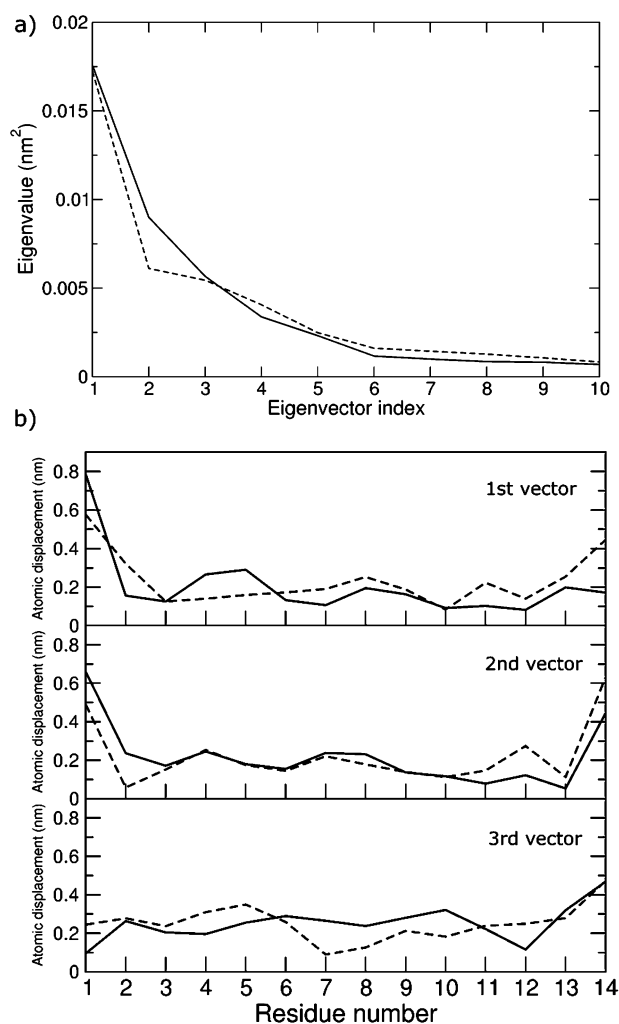 a)
0.02
0.015
0.01
0.005
0
Eigenvalue (nm²)
1 2 3 4 5 6 7 8 9 10
Eigenvector index
b)
0.8
0.6
0.4
0.2
0
Atomic displacement (nm)
1st vector
0.8
0.6
0.4
0.2
0
Atomic displacement (nm)
2nd vector
0.8
0.6
0.4
0.2
0
Atomic displacement (nm)
3rd vector
1 2 3 4 5 6 7 8 9 10 11 12 13 14
Residue number